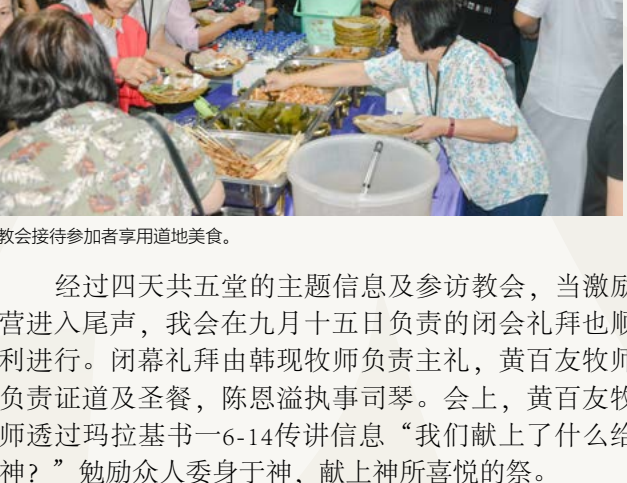 教会接待参加者享用道地美食。
经过四天共五堂的主题信息及参访教会，当激励
营进入尾声，我会在九月十五日负责的闭会礼拜也顺
利进行。闭幕礼拜由韩现牧师负责主礼，黄百友牧师
负责证道及圣餐，陈恩溢执事司琴。会上，黄百友牧
师透过玛拉基书一6-14传讲信息“我们献上了什么给
神？”勉励众人委身于神，献上神所喜悦的祭。